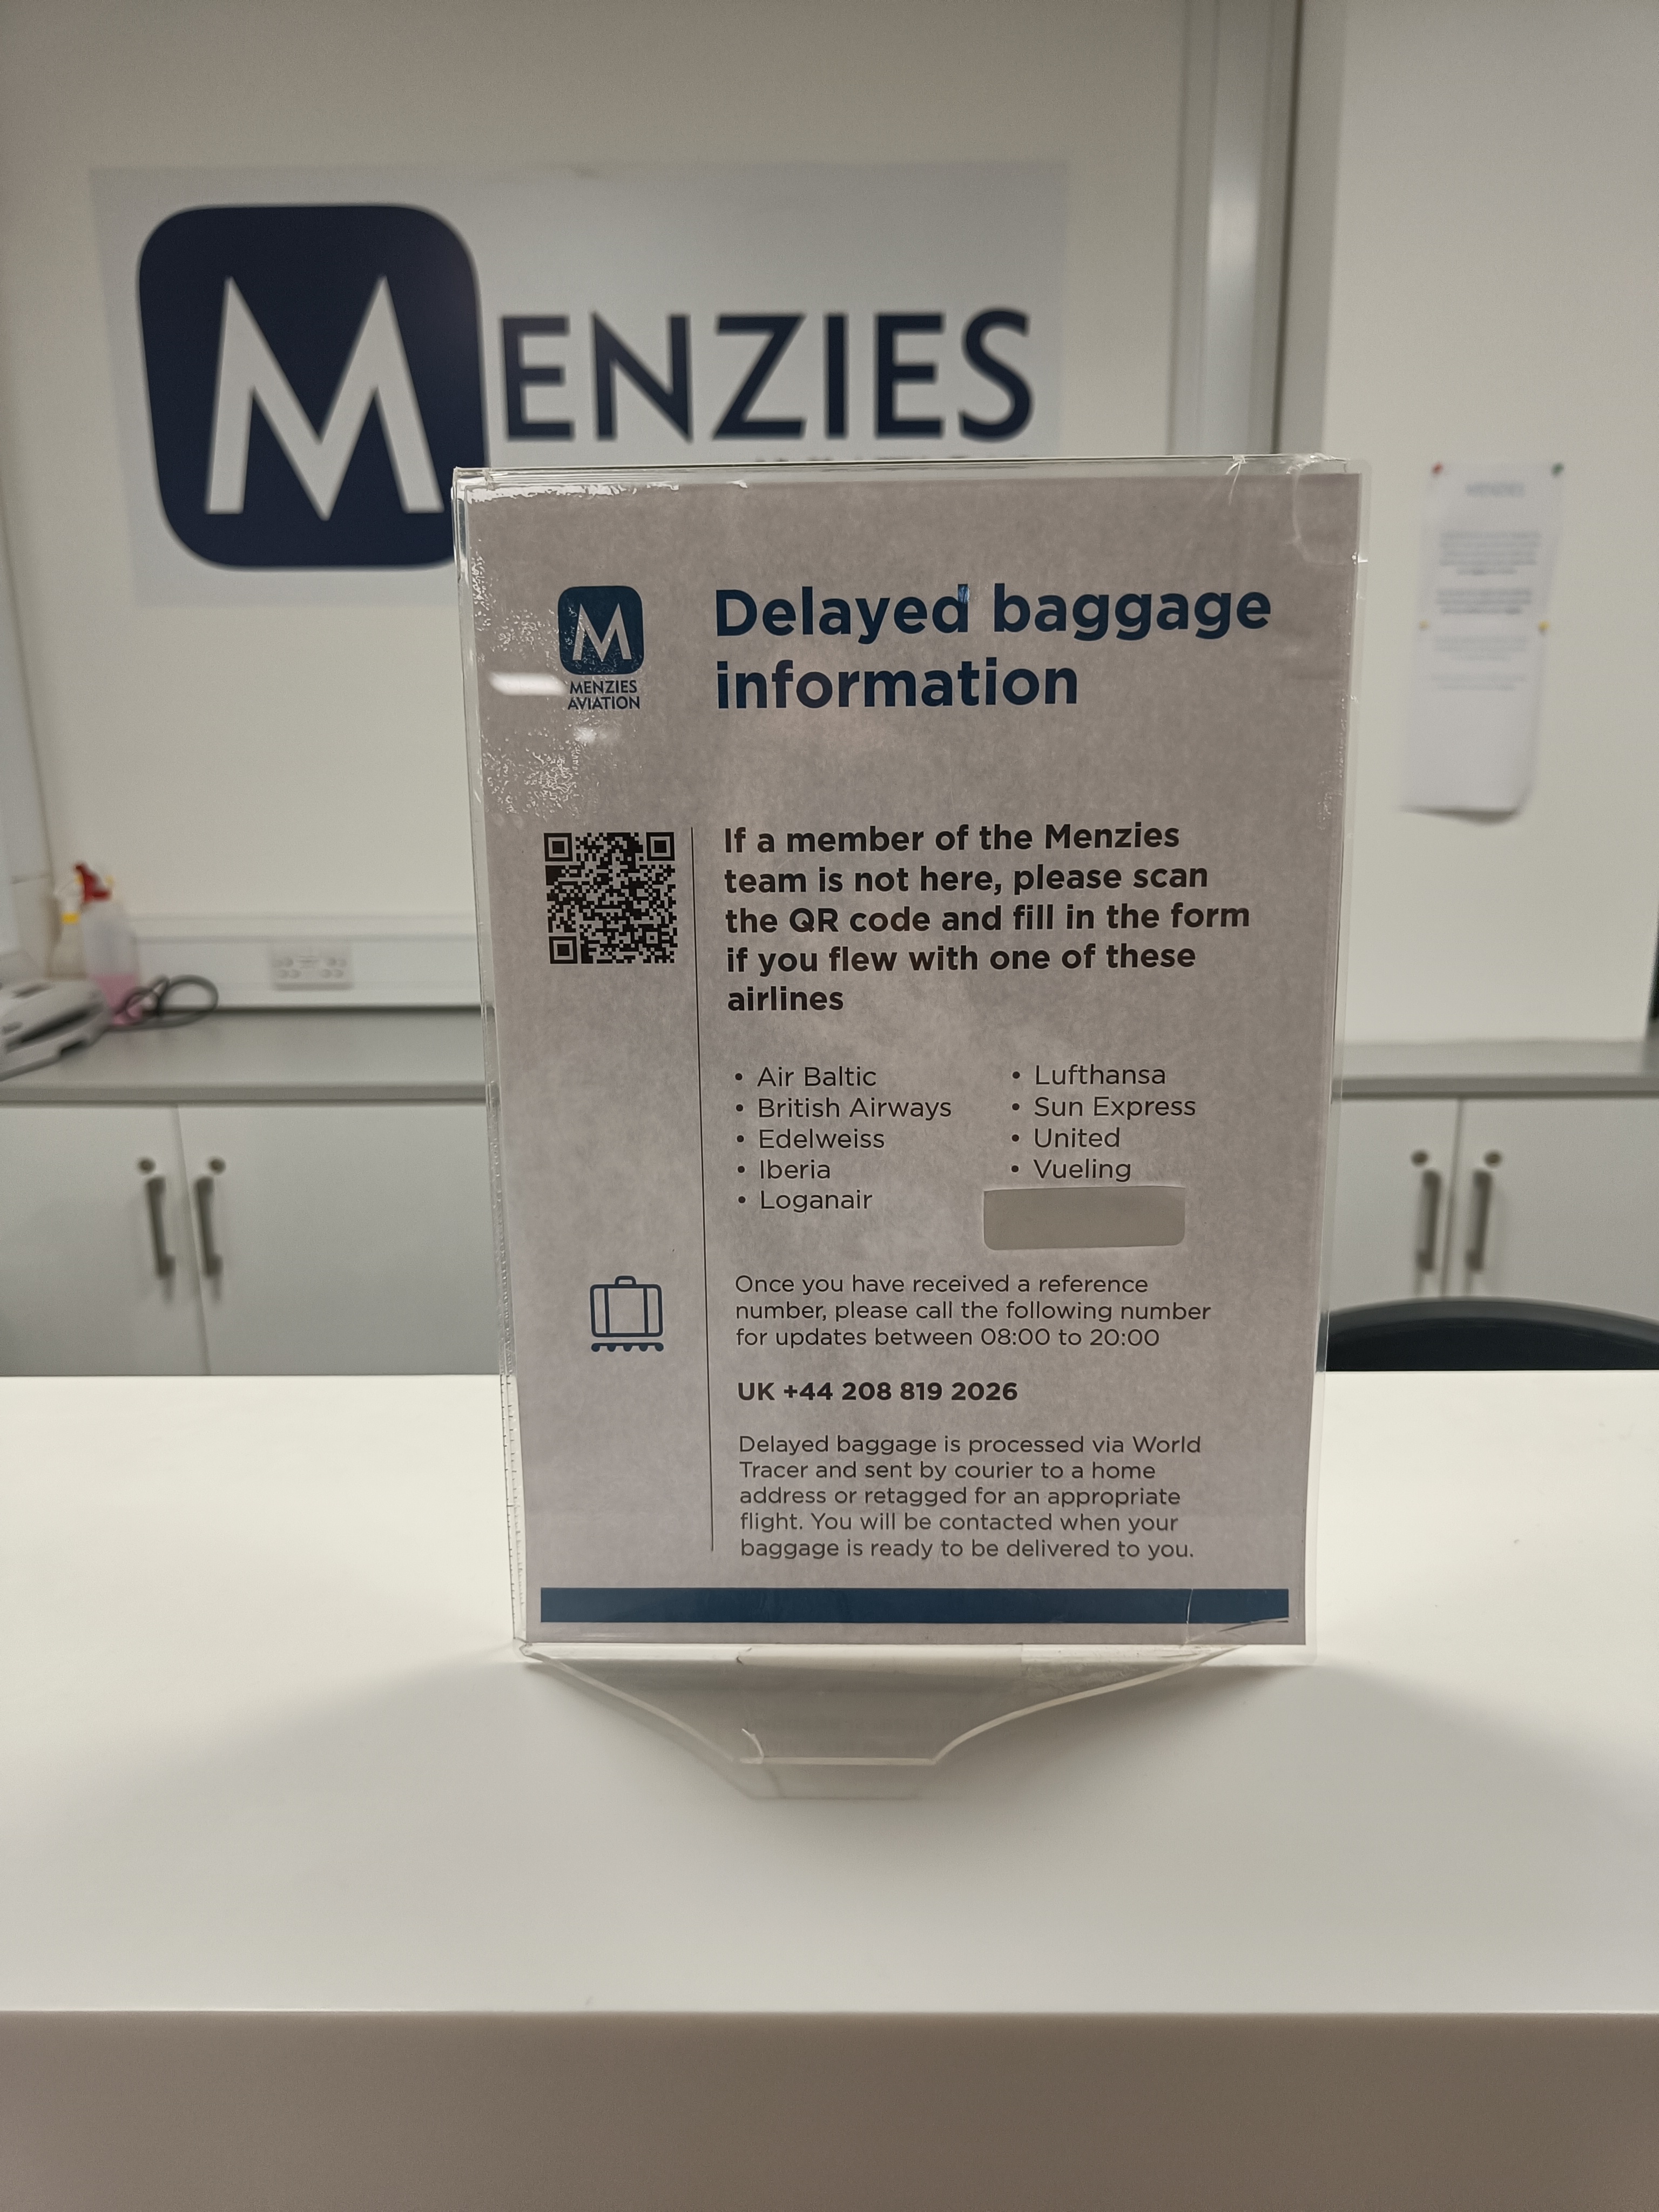 MENZIES
MENZIES
AVIATION
Delayed baggage
information
If a member of the Menzies
team is not here, please scan
the QR code and fill in the form
if you flew with one of these
airlines
• Air Baltic
• British Airways
• Edelweiss
• Iberia
• Loganair
• Lufthansa
• Sun Express
• United
• Vueling
Once you have received a reference
number, please call the following number
for updates between 08:00 to 20:00
UK +44 208 819 2026
Delayed baggage is processed via World
Tracer and sent by courier to a home
address or retagged for an appropriate
flight. You will be contacted when your
baggage is ready to be delivered to you.